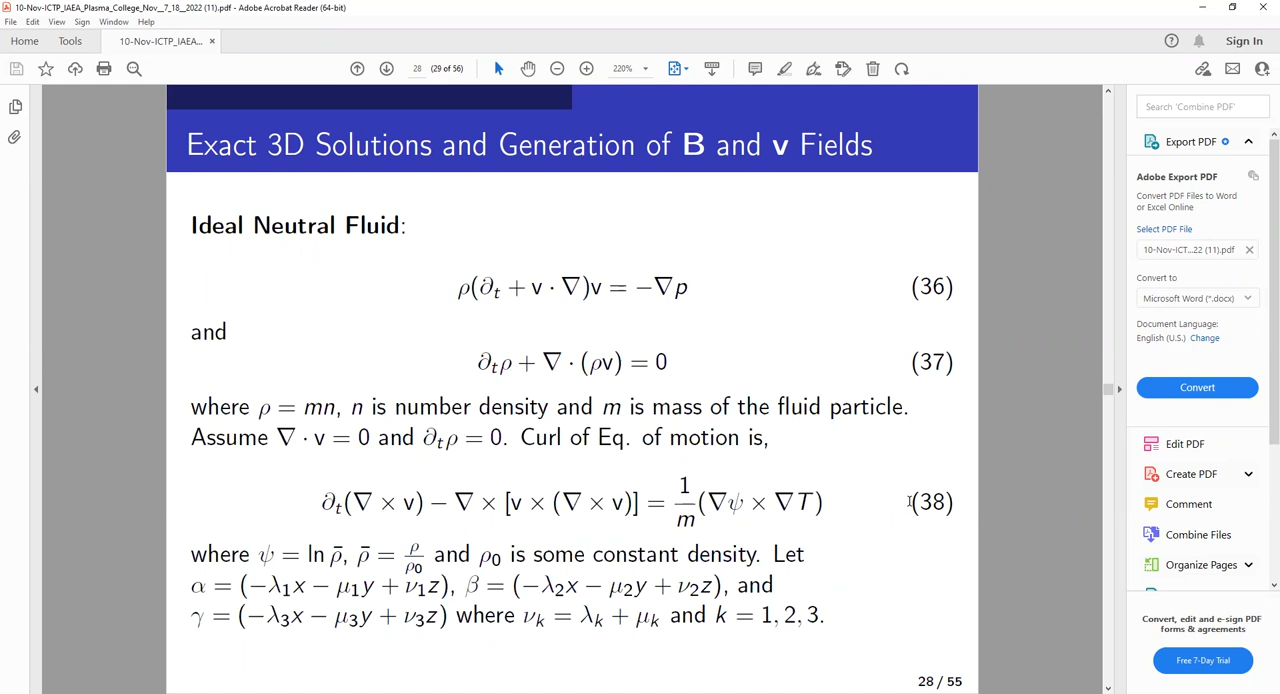 10-Nov-ICTP_IAEA_Plasma_College_Nov__7_18__2022 (11).pdf - Adobe Acrobat Reader (64-bit)
File Edit View Sign Window Help
Home Tools 10-Nov-ICTP_IAEA... × Sign In
28 (29 of 56) 220%
Search 'Combine PDF'
Exact 3D Solutions and Generation of B and v Fields
Export PDF
Adobe Export PDF
Convert PDF Files to Word
or Excel Online
Select PDF File
10-Nov-ICT...22 (11).pdf
Convert to
Microsoft Word (*.docx)
Document Language:
English (U.S.) Change
Convert
Edit PDF
Create PDF
Comment
Combine Files
Organize Pages
Convert, edit and e-sign PDF
forms & agreements
Free 7-Day Trial
Ideal Neutral Fluid:
ρ(∂ₜ + v · ∇)v = −∇p (36)
and
∂ₜρ + ∇ · (ρv) = 0 (37)
where ρ = mn, n is number density and m is mass of the fluid particle.
Assume ∇ · v = 0 and ∂ₜρ = 0. Curl of Eq. of motion is,
∂ₜ(∇ × v) − ∇ × [v × (∇ × v)] = 1/m (∇ψ × ∇T) (38)
where ψ = ln ρ̄, ρ̄ = ρ/ρ₀ and ρ₀ is some constant density. Let
α = (−λ₁x − μ₁y + ν₁z), β = (−λ₂x − μ₂y + ν₂z), and
γ = (−λ₃x − μ₃y + ν₃z) where νₖ = λₖ + μₖ and k = 1, 2, 3.
28 / 55